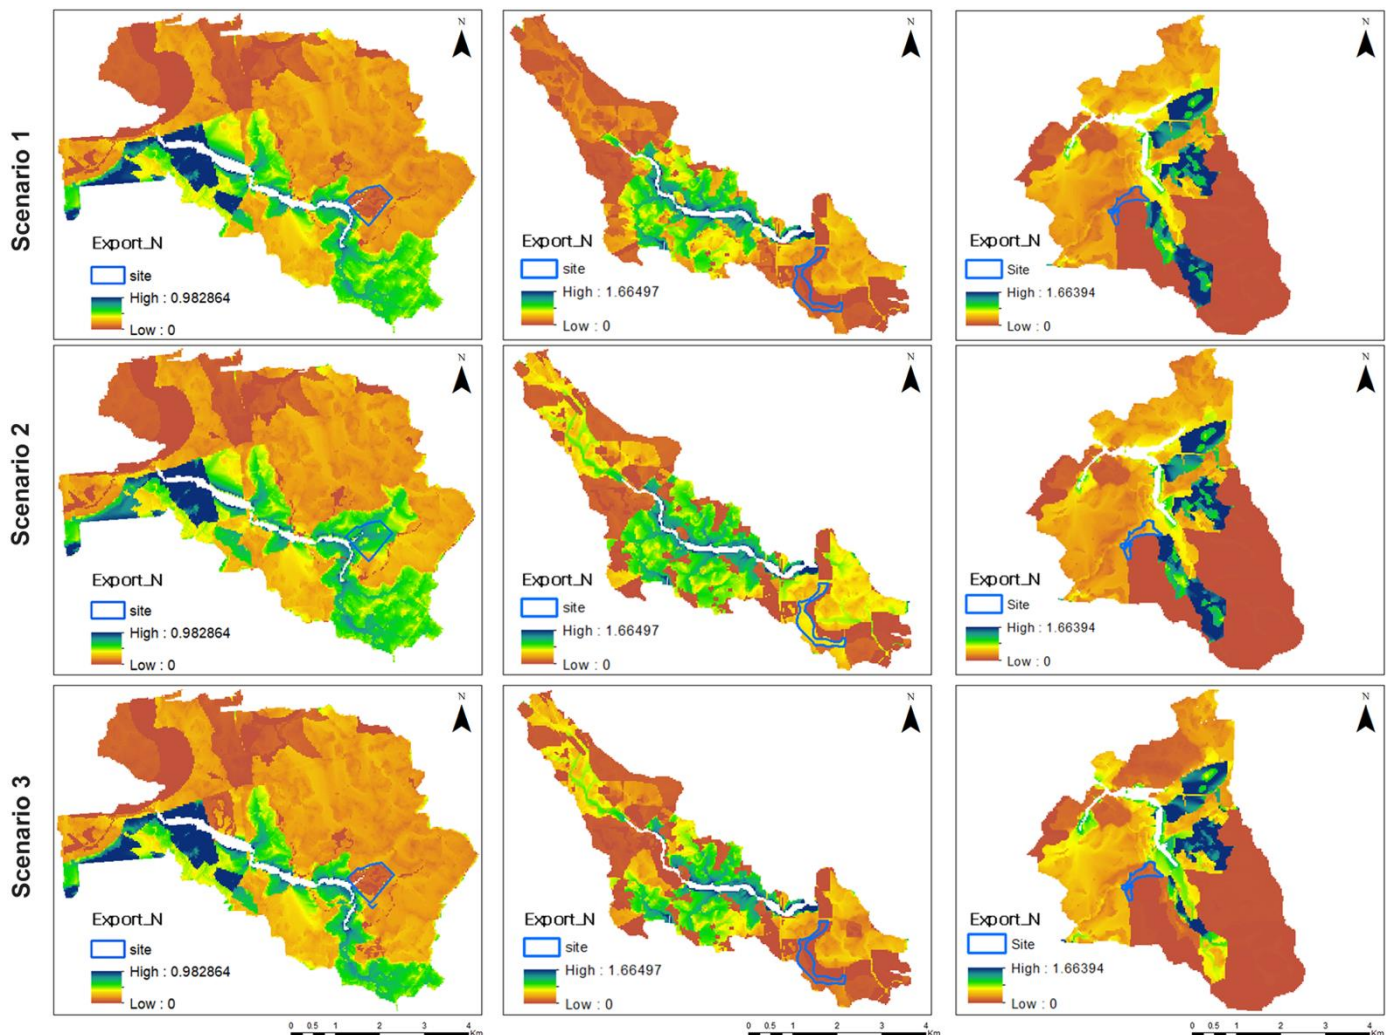 Scenario 1
N
Export_N
site
High : 0.982864
Low : 0
N
Export_N
site
High : 1.66497
Low : 0
N
Export_N
Site
High : 1.66394
Low : 0
Scenario 2
N
Export_N
site
High : 0.982864
Low : 0
N
Export_N
site
High : 1.66497
Low : 0
N
Export_N
Site
High : 1.66394
Low : 0
Scenario 3
N
Export_N
site
High : 0.982864
Low : 0
N
Export_N
site
High : 1.66497
Low : 0
N
Export_N
Site
High : 1.66394
Low : 0
0 0.5 1 2 3 4
Km
0 0.5 1 2 3 4
Km
0 0.5 1 2 3 4
Km